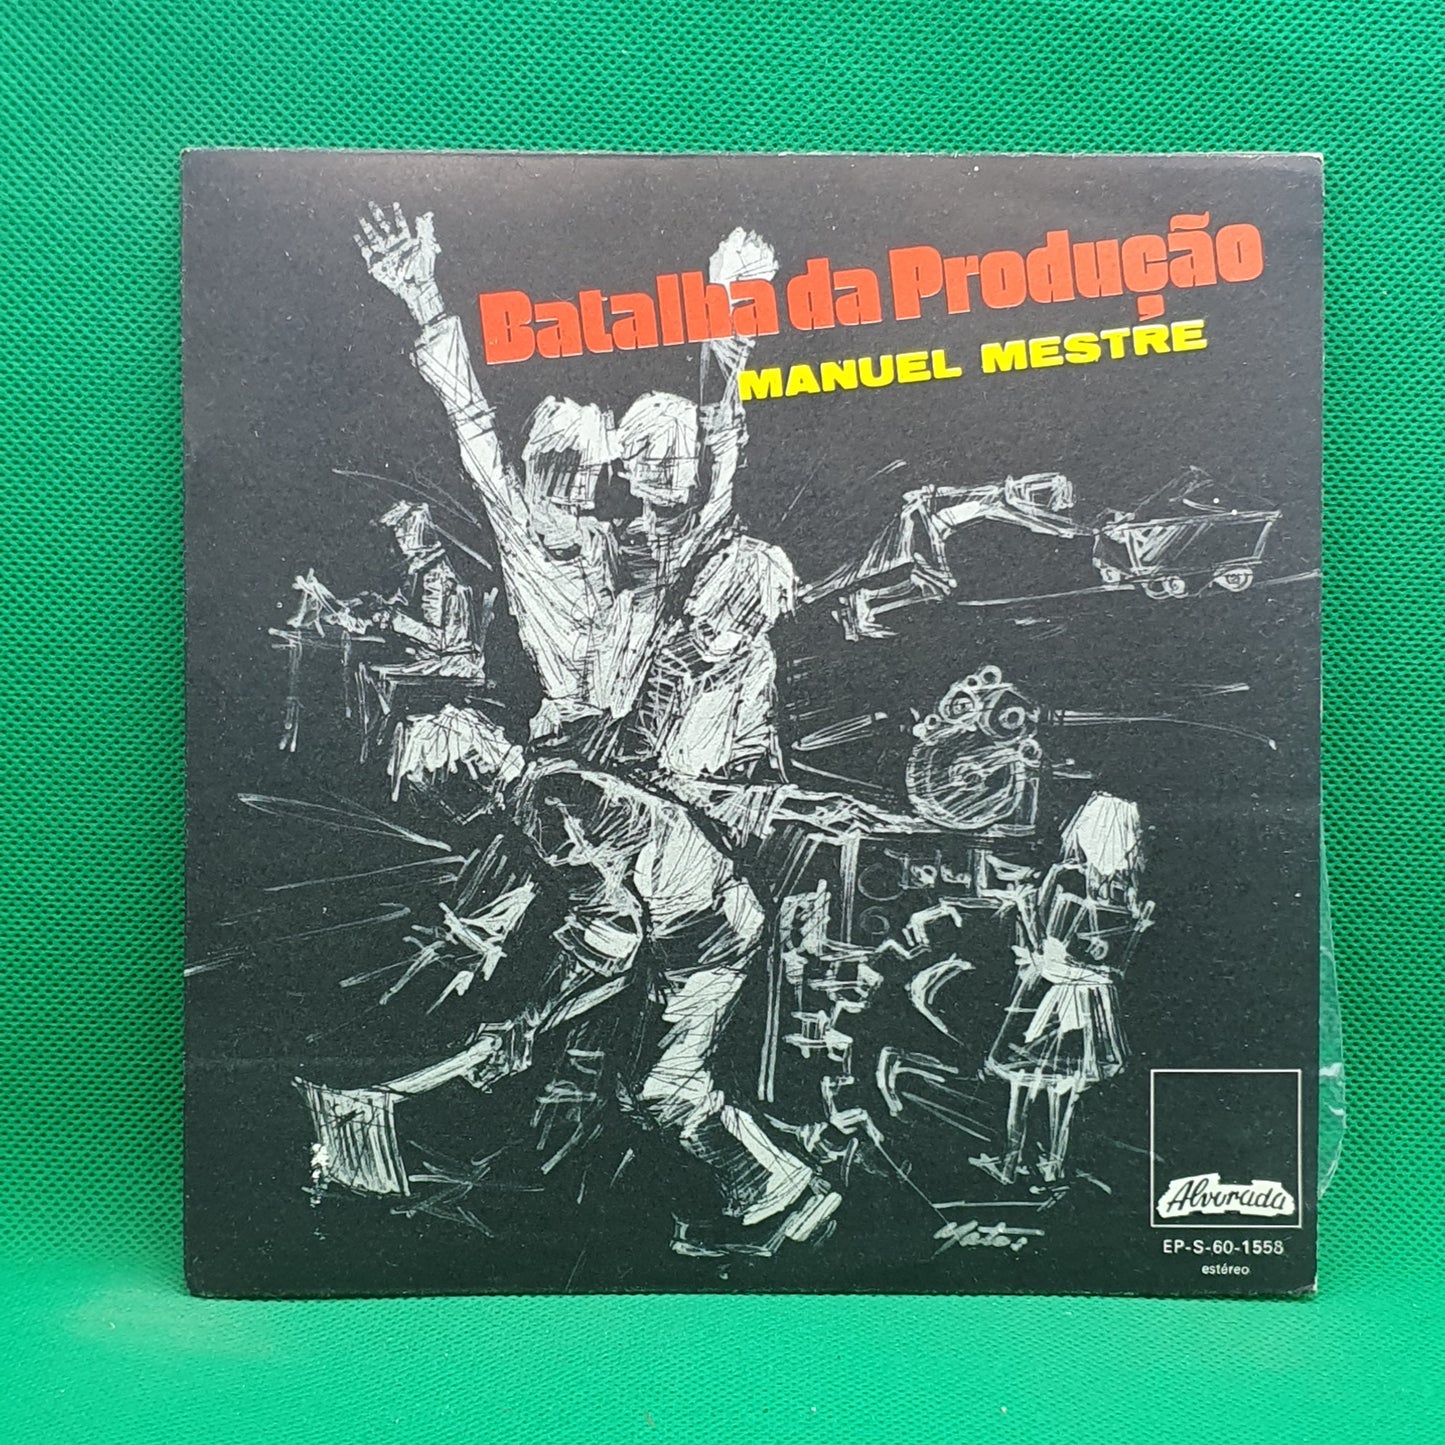 Batalha da Produção
MANUEL MESTRE
Alvorada
EP-S-60-1558
estéreo